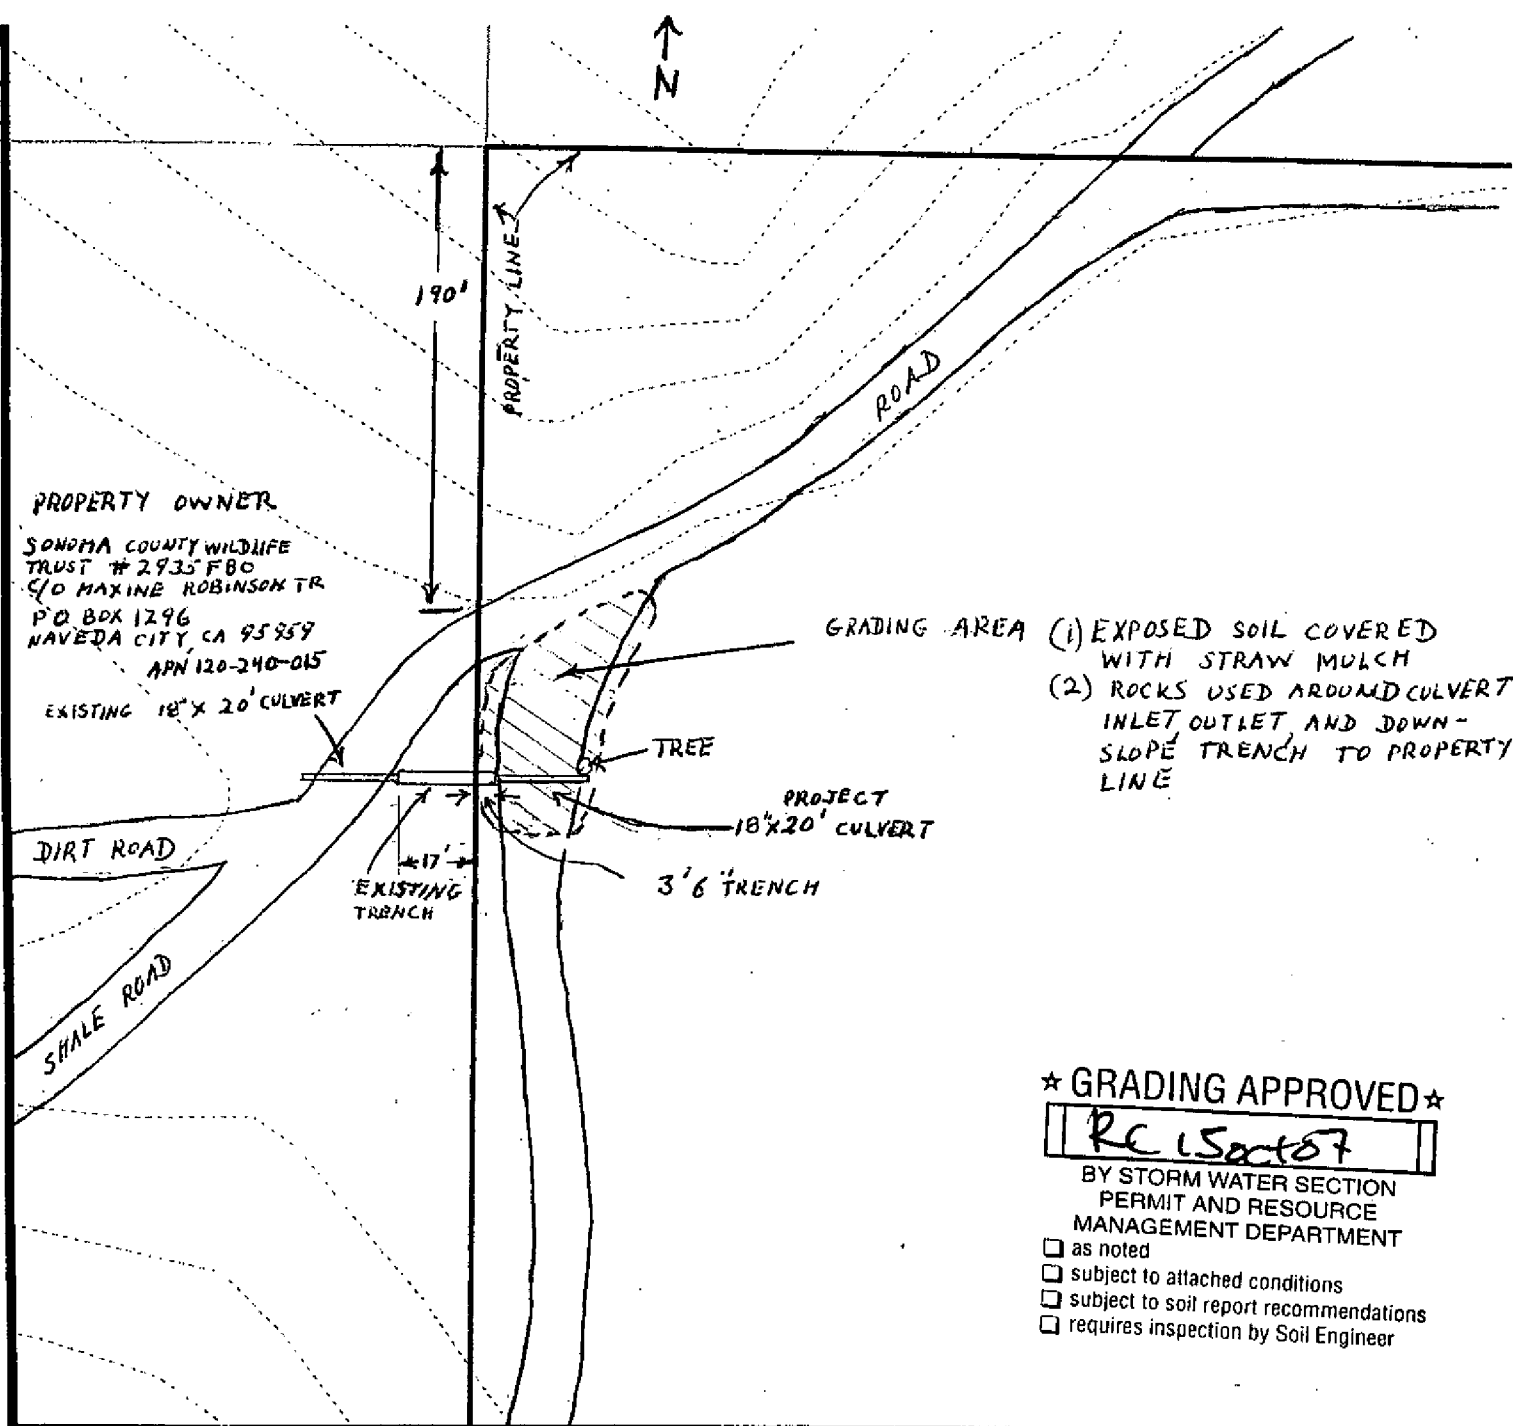 N
190'
PROPERTY LINE
ROAD
PROPERTY OWNER
SONOMA COUNTY WILDLIFE
TRUST # 2935 FBO
C/O MAXINE ROBINSON TR
P O BOX 1296
NAVEDA CITY, CA 95959
APN 120-240-015
EXISTING 18" X 20' CULVERT
GRADING AREA (1) EXPOSED SOIL COVERED
WITH STRAW MULCH
(2) ROCKS USED AROUND CULVERT
INLET, OUTLET, AND DOWN-
SLOPE TRENCH TO PROPERTY
LINE
TREE
PROJECT
18"X20' CULVERT
DIRT ROAD
17'
EXISTING
TRENCH
3'6" TRENCH
SHALE ROAD
☆ GRADING APPROVED ☆
RC 15oct07
BY STORM WATER SECTION
PERMIT AND RESOURCE
MANAGEMENT DEPARTMENT
as noted
subject to attached conditions
subject to soil report recommendations
requires inspection by Soil Engineer